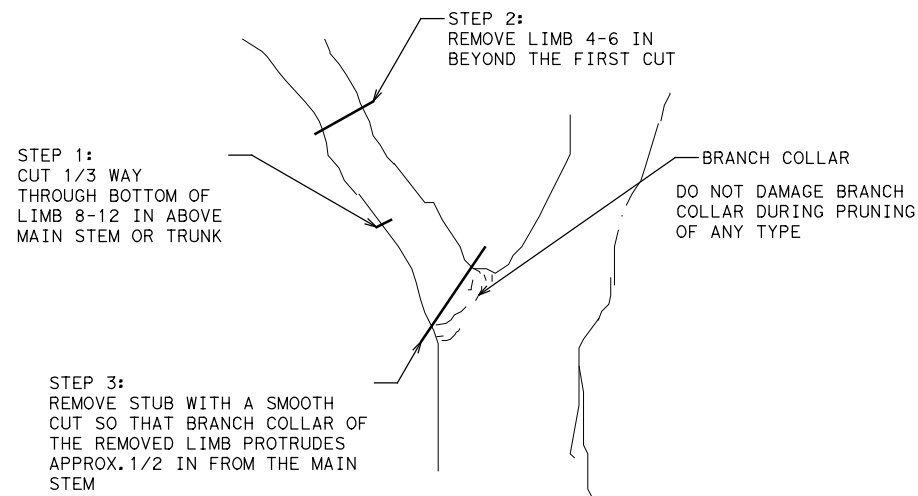 STEP 2:
REMOVE LIMB 4-6 IN
BEYOND THE FIRST CUT
STEP 1:
CUT 1/3 WAY
THROUGH BOTTOM OF
LIMB 8-12 IN ABOVE
MAIN STEM OR TRUNK
BRANCH COLLAR
DO NOT DAMAGE BRANCH
COLLAR DURING PRUNING
OF ANY TYPE
STEP 3:
REMOVE STUB WITH A SMOOTH
CUT SO THAT BRANCH COLLAR OF
THE REMOVED LIMB PROTRUDES
APPROX. 1/2 IN FROM THE MAIN
STEM